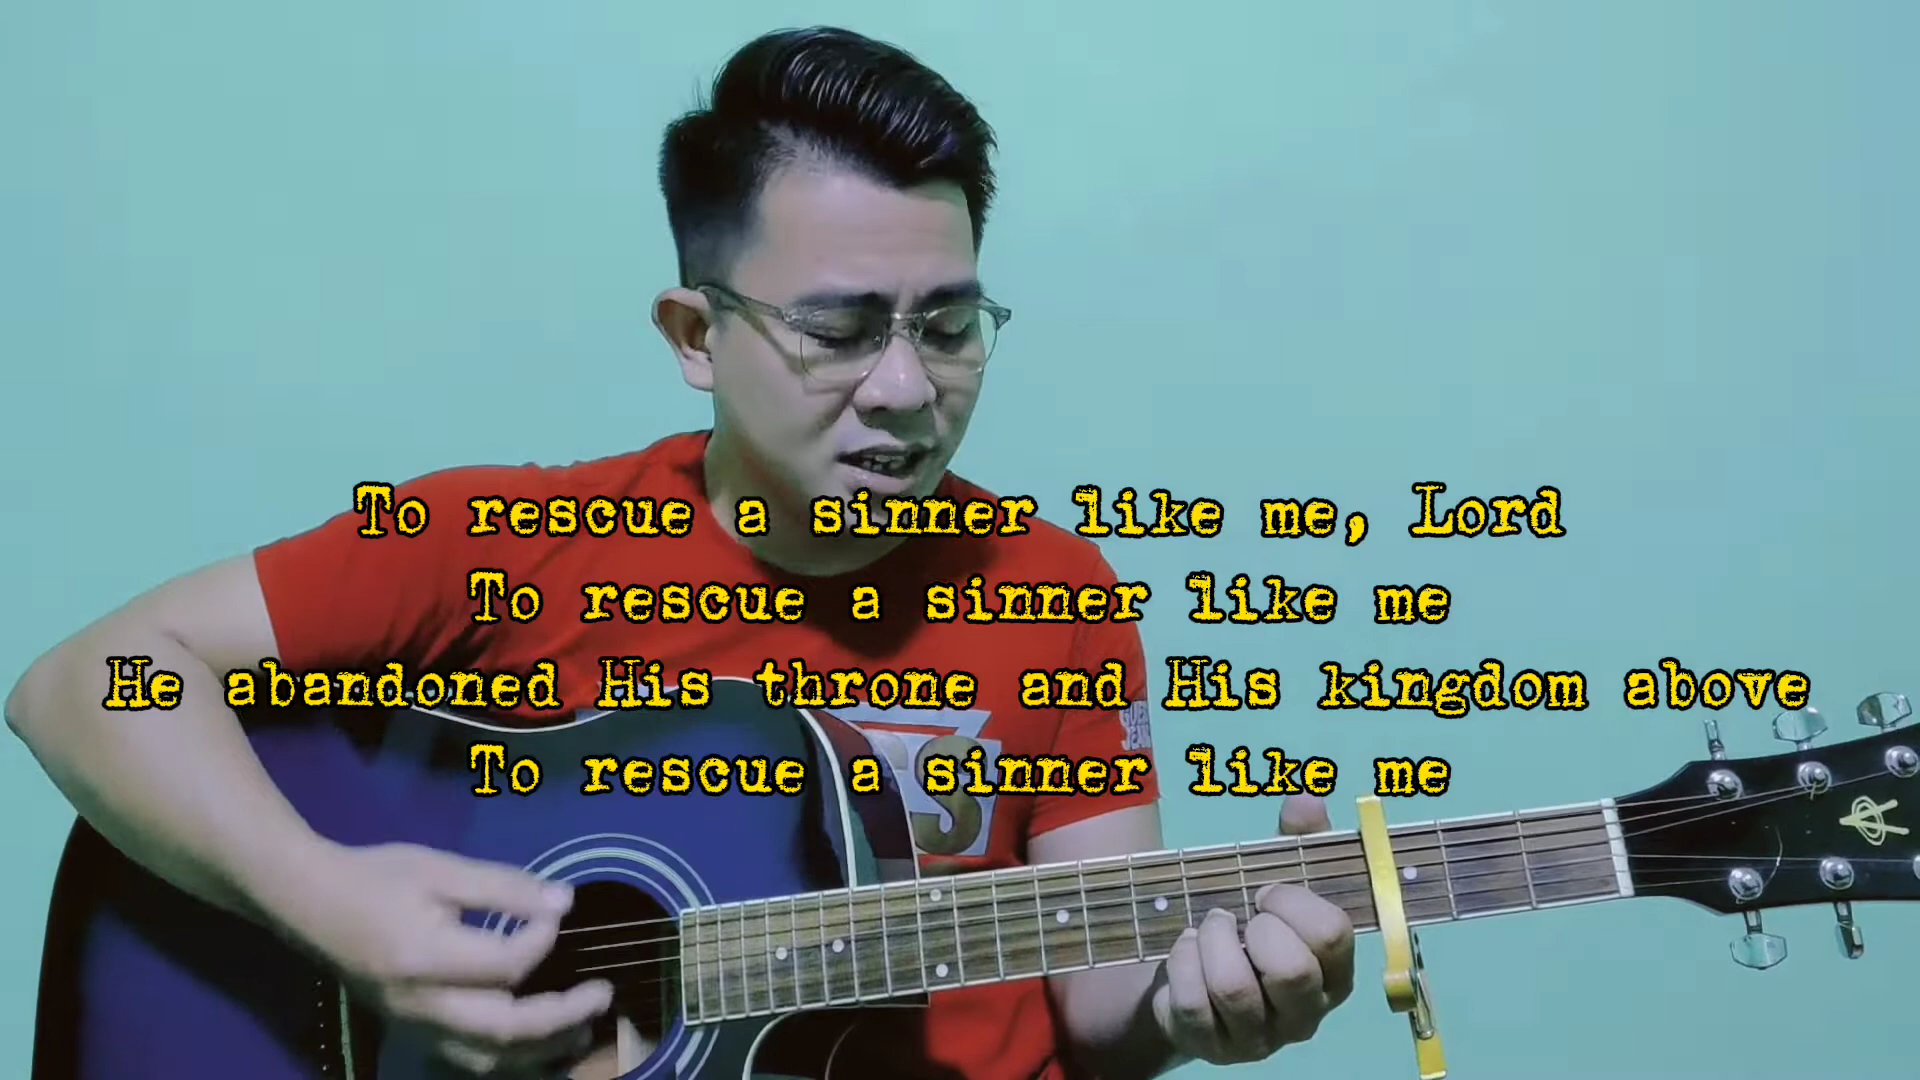 To rescue a sinner like me, Lord
To rescue a sinner like me
He abandoned His throne and His kingdom above
To rescue a sinner like me